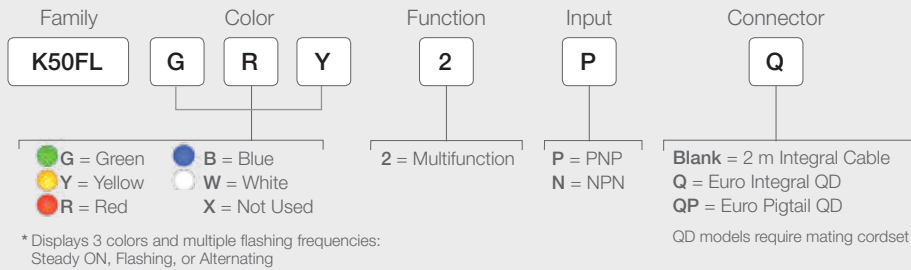 Family Color Function Input Connector
K50FL G R Y 2 P Q
G = Green B = Blue 2 = Multifunction P = PNP Blank = 2 m Integral Cable
Y = Yellow W = White N = NPN Q = Euro Integral QD
R = Red X = Not Used QP = Euro Pigtail QD
QD models require mating cordset
* Displays 3 colors and multiple flashing frequencies:
Steady ON, Flashing, or Alternating